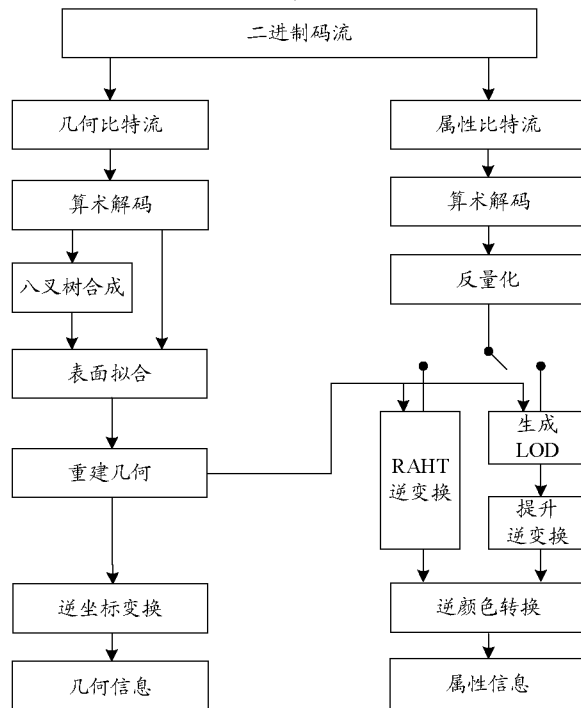 二进制码流
几何比特流
属性比特流
算术解码
算术解码
八叉树合成
反量化
表面拟合
生成
LOD
RAHT
逆变换
重建几何
提升
逆变换
逆坐标变换
逆颜色转换
几何信息
属性信息